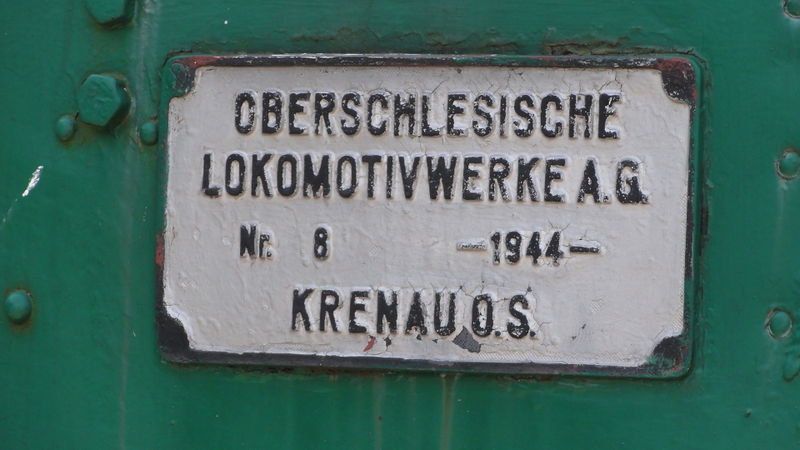 OBERSCHLESISCHE
LOKOMOTIVWERKE A.G.
Nr. 8 —1944—
KRENAU O.S.